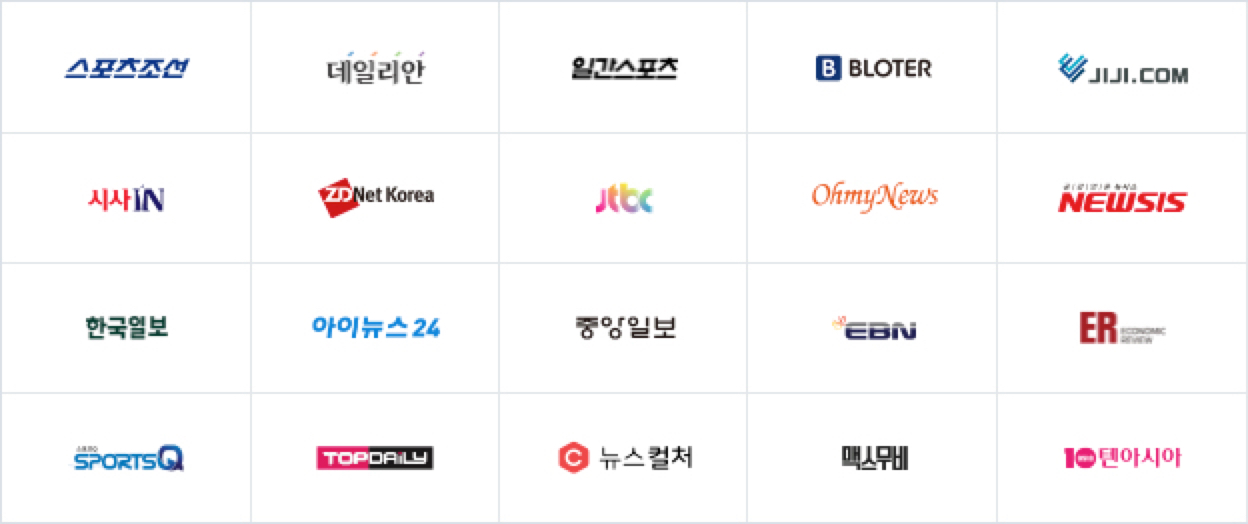 스포츠조선
데일리안
일간스포츠
B BLOTER
JIJI.COM
시사IN
ZDNet Korea
jtbc
OhmyNews
NEWSIS
한국일보
아이뉴스24
중앙일보
EBN
ER ECONOMIC
REVIEW
SPORTSQ
TOPDAILY
C 뉴스컬처
맥스무비
10 텐아시아